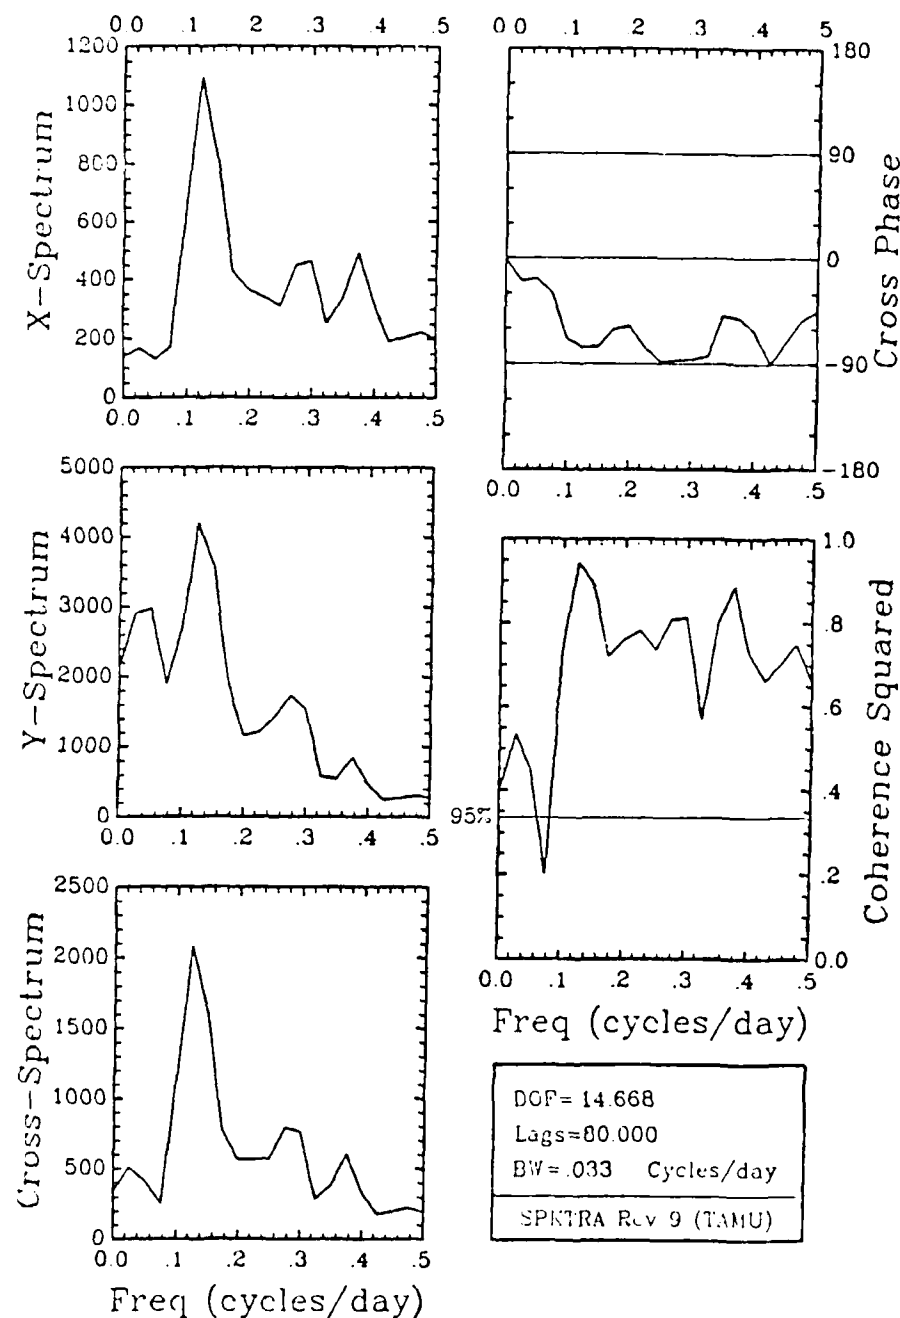 0.0 .1 .2 .3 .4 .5
1200
1000
800
600
400
200
0
X-Spectrum
0.0 .1 .2 .3 .4 .5
0.0 .1 .2 .3 .4 .5
180
90
0
-90
-180
Cross Phase
0.0 .1 .2 .3 .4 .5
5000
4000
3000
2000
1000
0
Y-Spectrum
0.0 .1 .2 .3 .4 .5
1.0
.8
.6
.4
.2
0.0
95%
Coherence Squared
0.0 .1 .2 .3 .4 .5
Freq (cycles/day)
2500
2000
1500
1000
500
0
Cross-Spectrum
0.0 .1 .2 .3 .4 .5
Freq (cycles/day)
DOF= 14.668
Lags=80.000
BW=.033 Cycles/day
SPKTRA Rev 9 (TAMU)